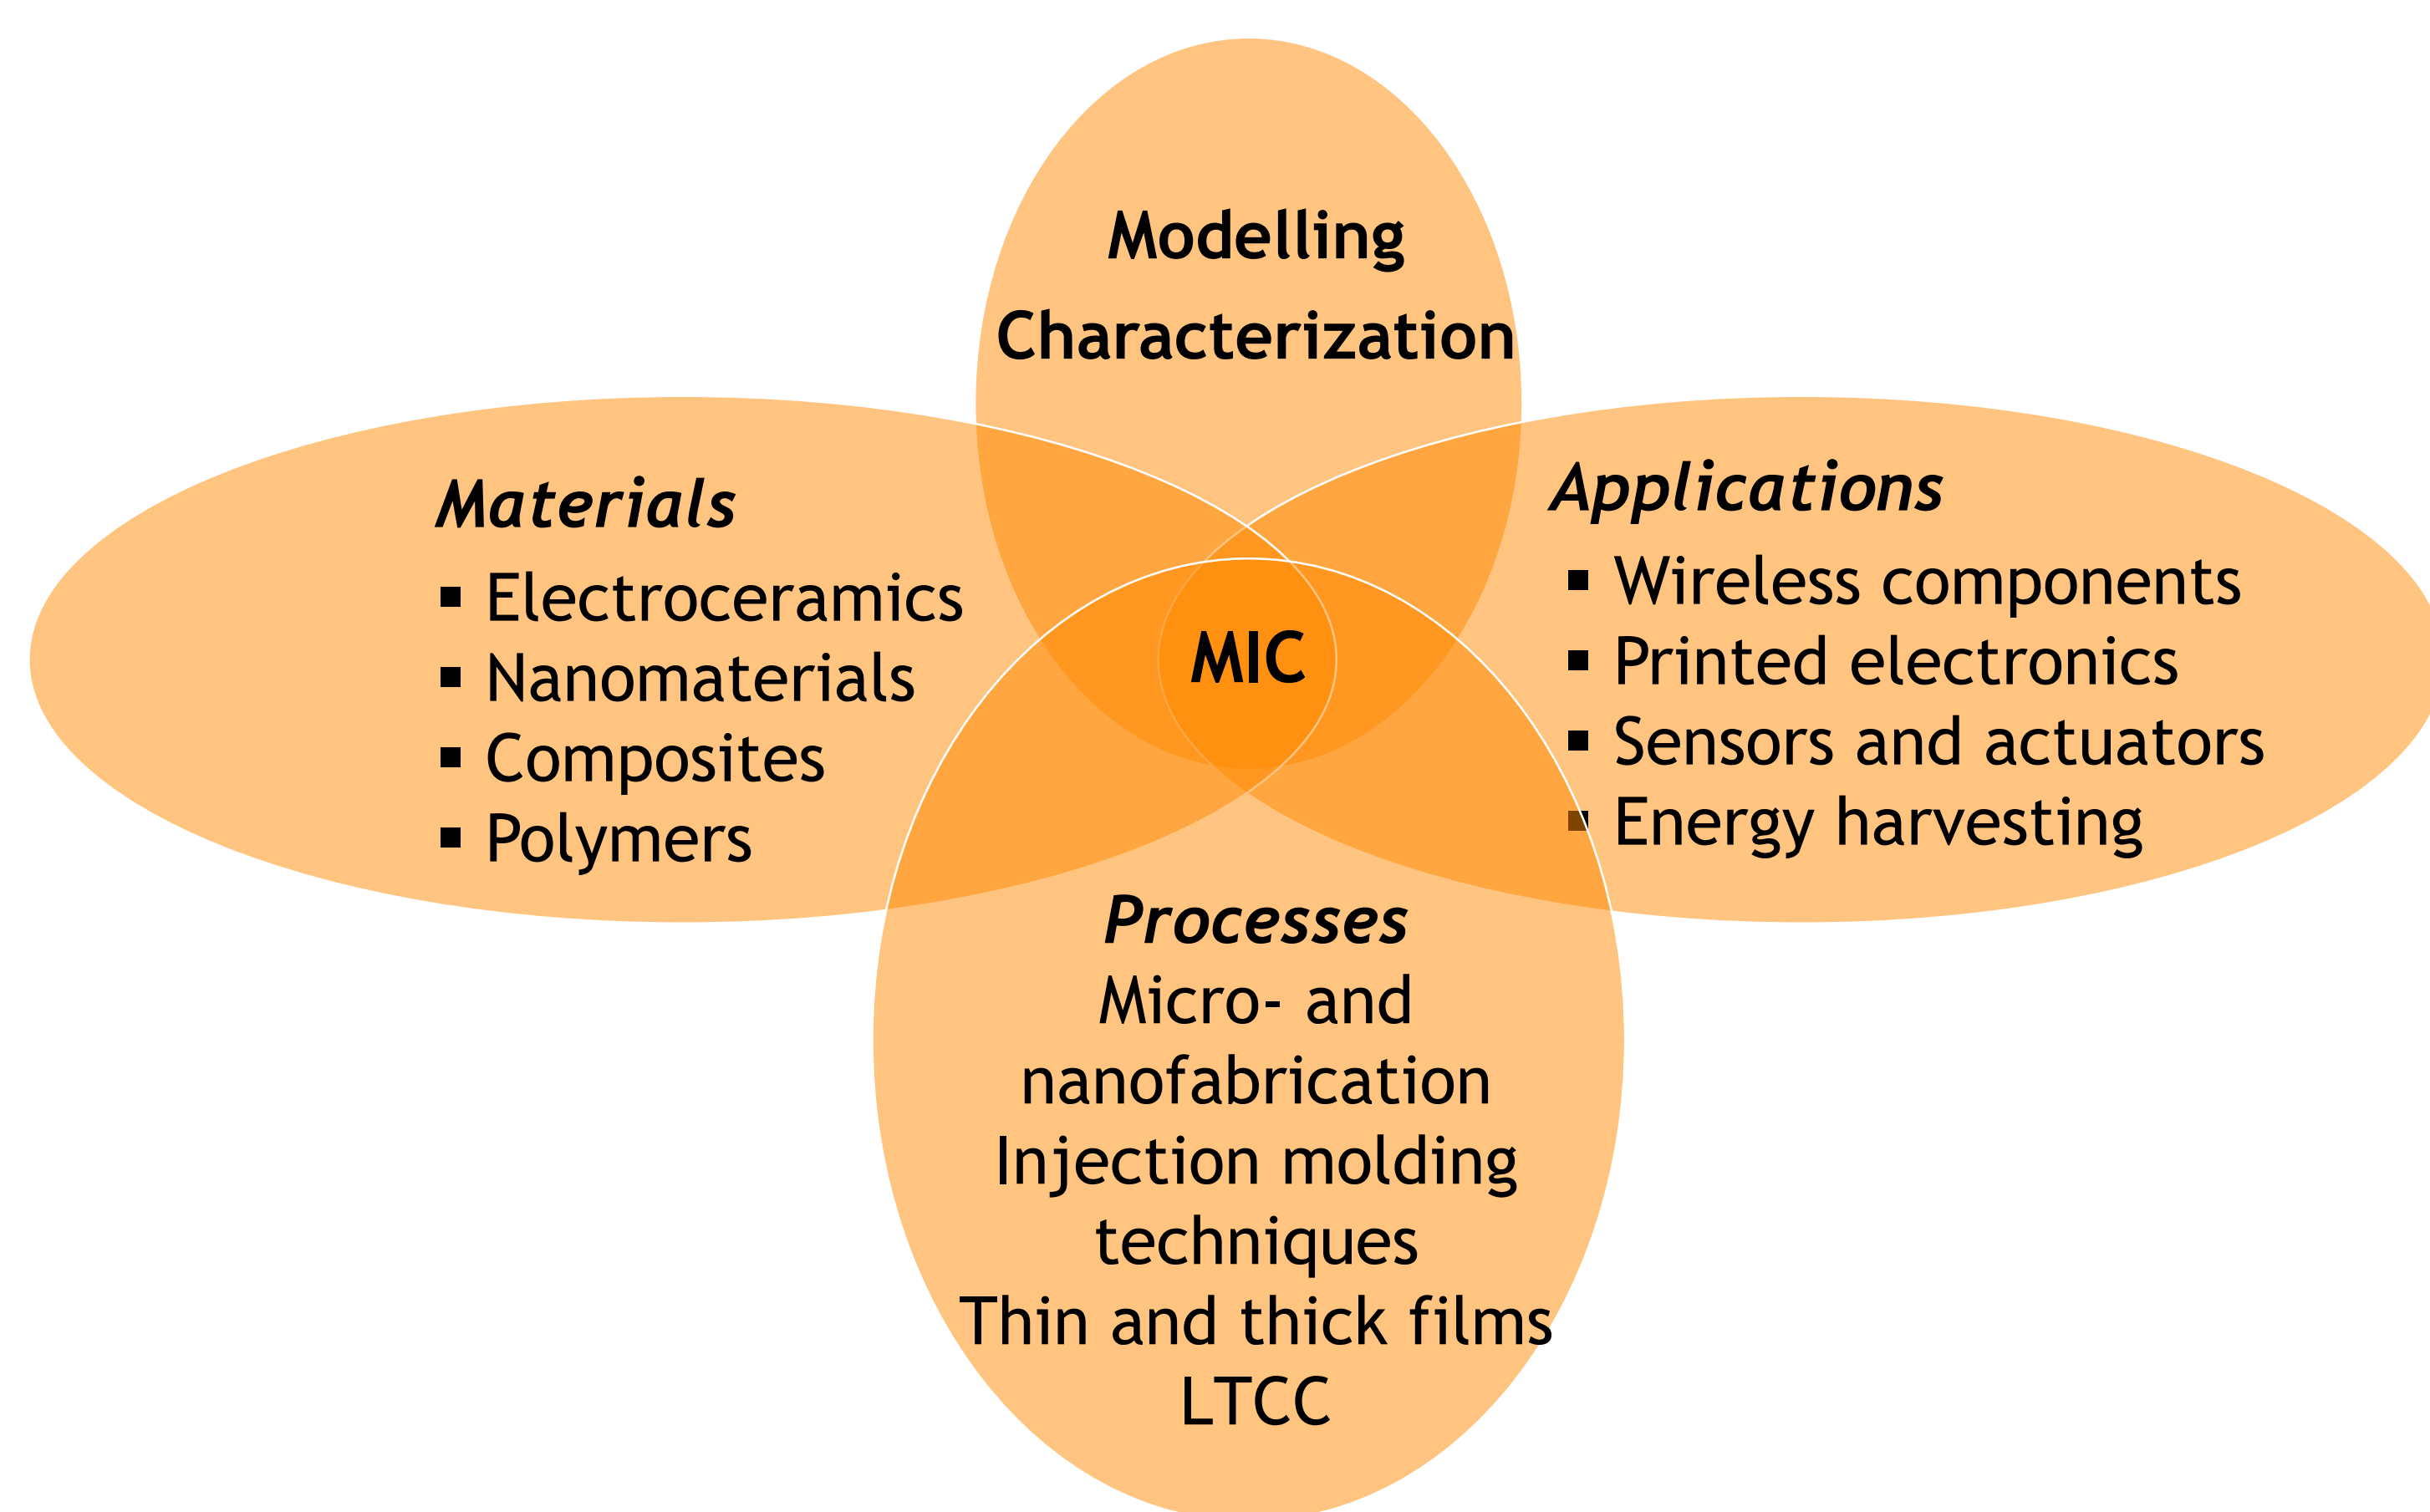 Modelling
Characterization
Materials
▪ Electroceramics
▪ Nanomaterials
▪ Composites
▪ Polymers
MIC
Applications
▪ Wireless components
▪ Printed electronics
▪ Sensors and actuators
▪ Energy harvesting
Processes
Micro- and
nanofabrication
Injection molding
techniques
Thin and thick films
LTCC